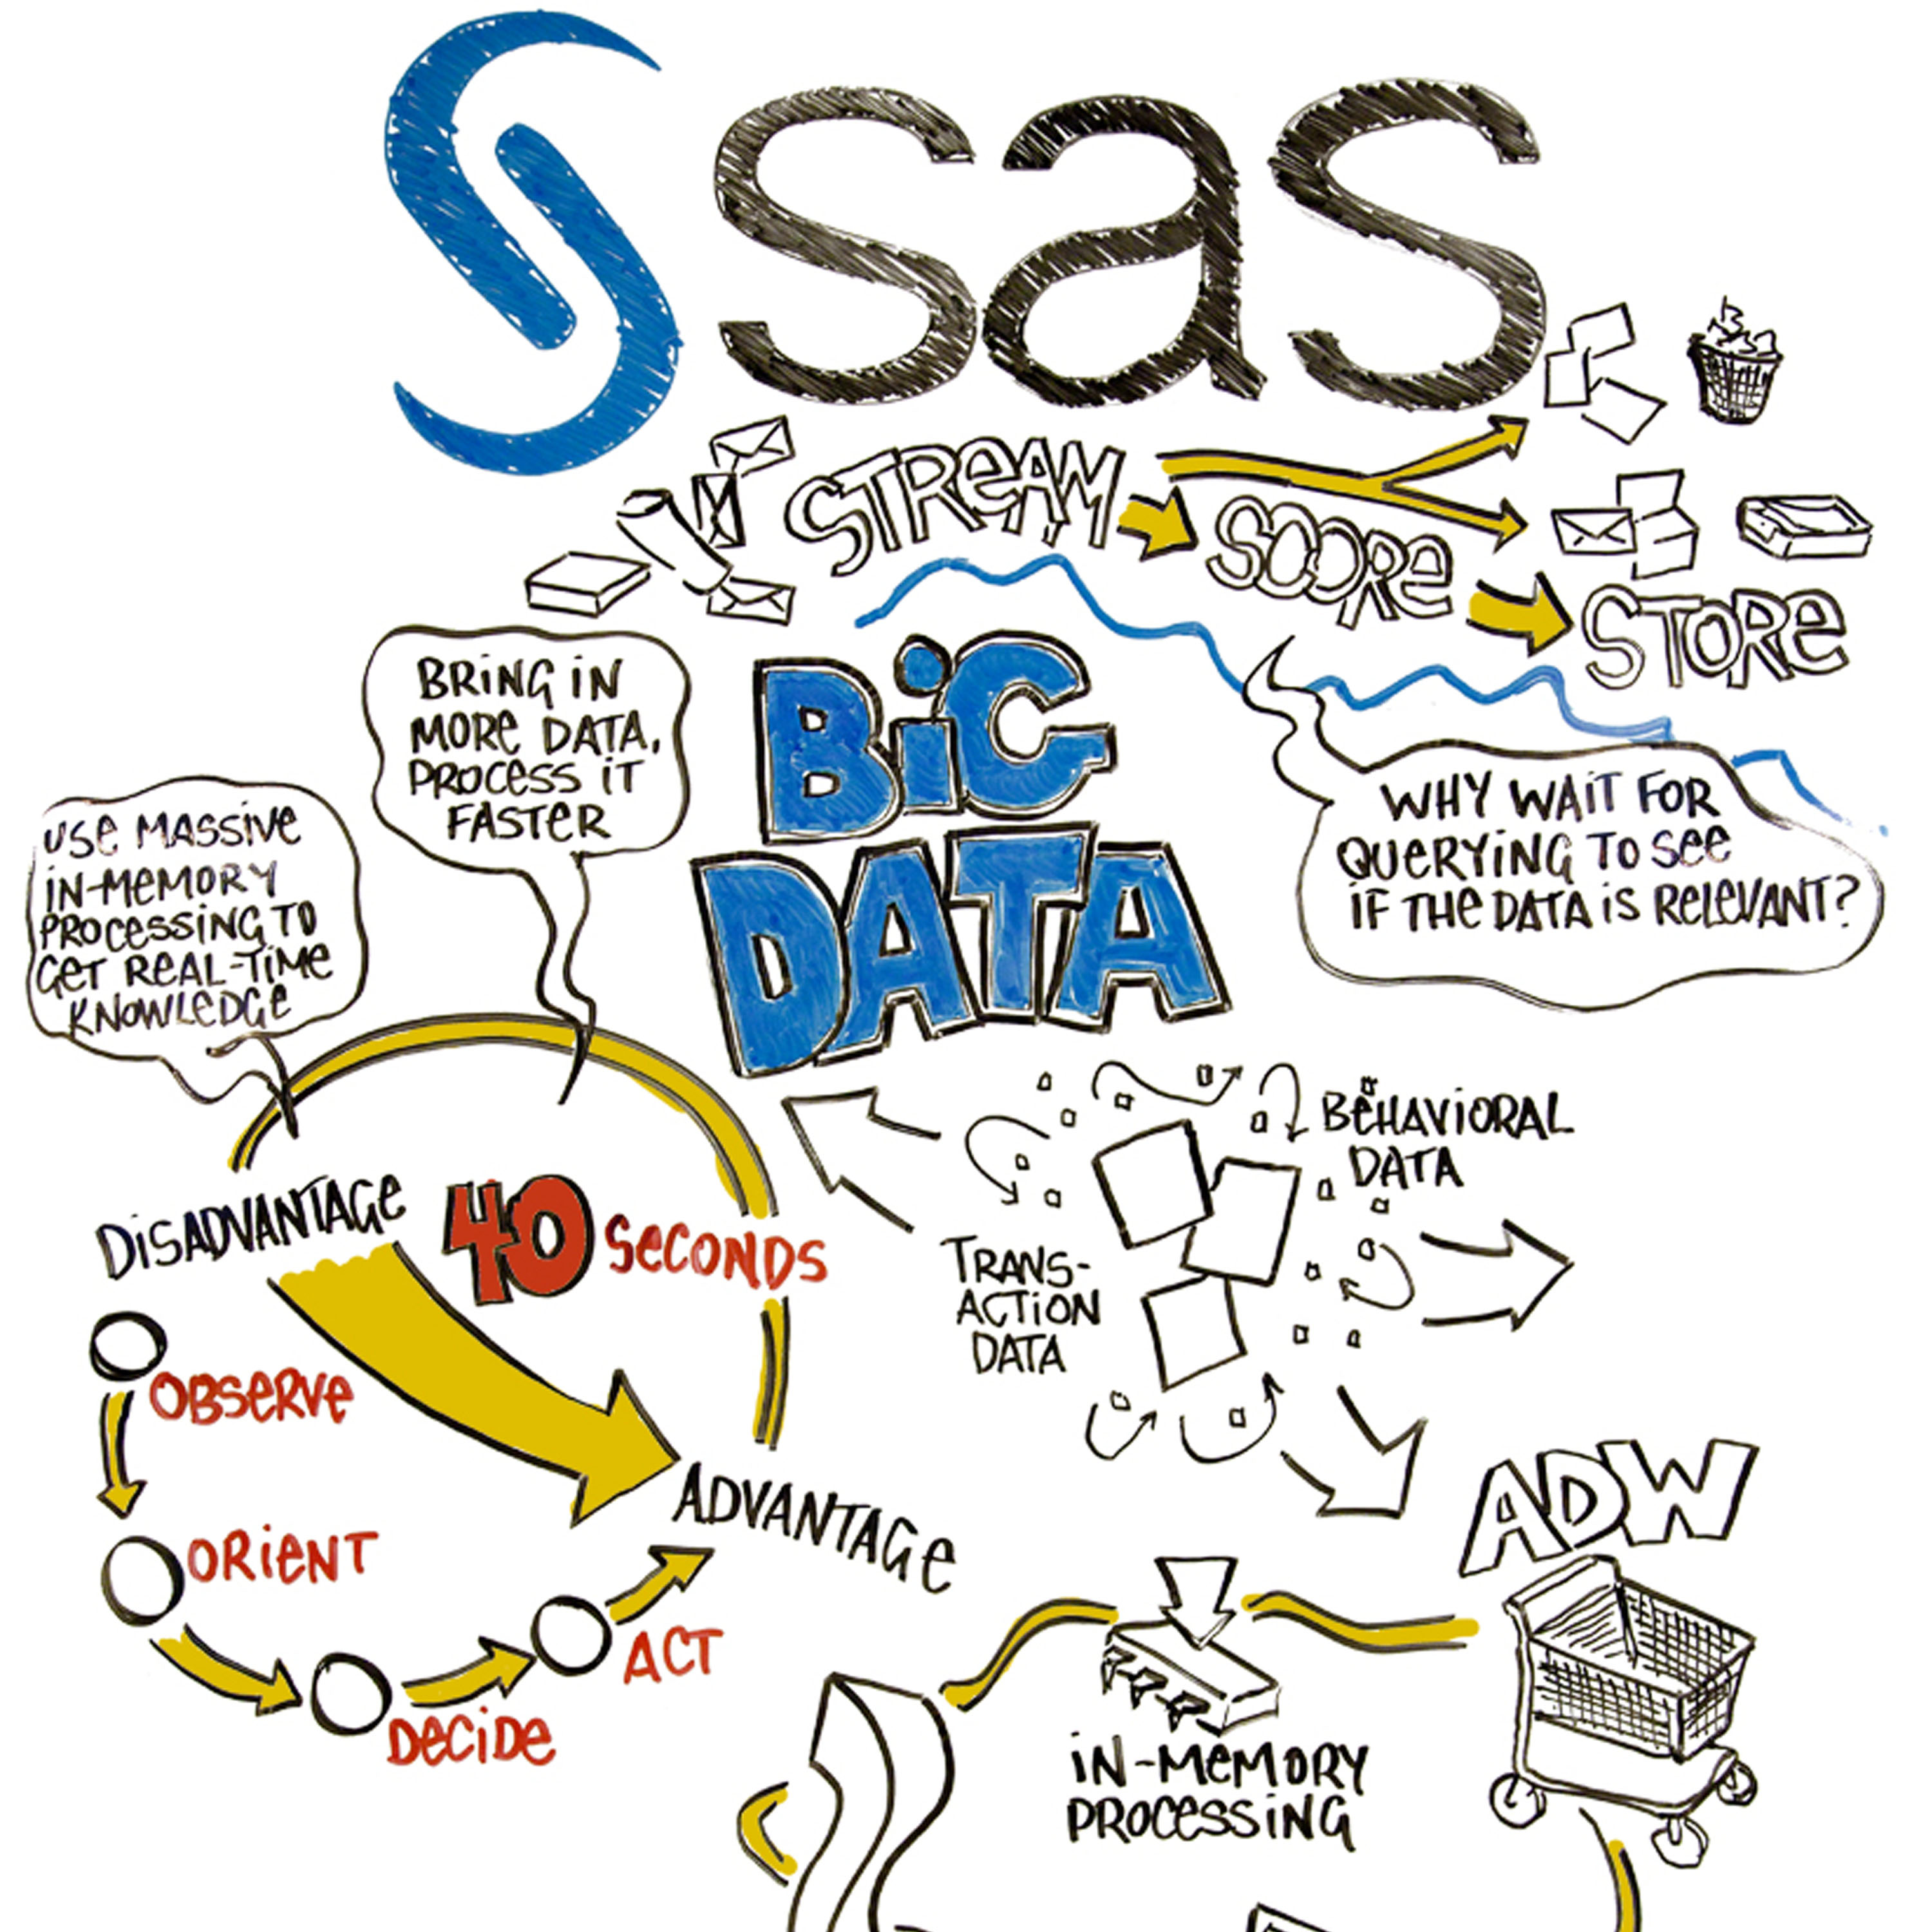 sas
STREAM
SCORE
STORE
BRING IN
MORE DATA,
PROCESS IT
FASTER
BIG
DATA
WHY WAIT FOR
QUERYING TO SEE
IF THE DATA IS RELEVANT?
USE MASSIVE
IN-MEMORY
PROCESSING TO
GET REAL-TIME
KNOWLEDGE
BEHAVIORAL
DATA
DISADVANTAGE
40 SECONDS
TRANS-
ACTION
DATA
OBSERVE
ADVANTAGE
ADW
ORIENT
ACT
DECIDE
IN-MEMORY
PROCESSING